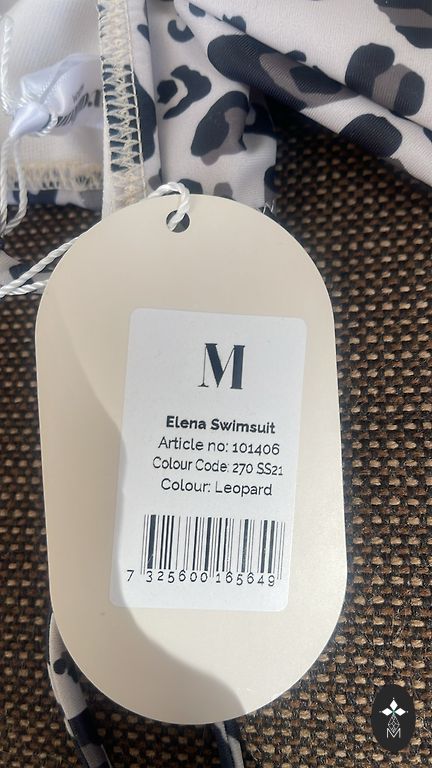 M
Elena Swimsuit
Article no: 101406
Colour Code: 270 SS21
Colour: Leopard
7 325600 165649
M